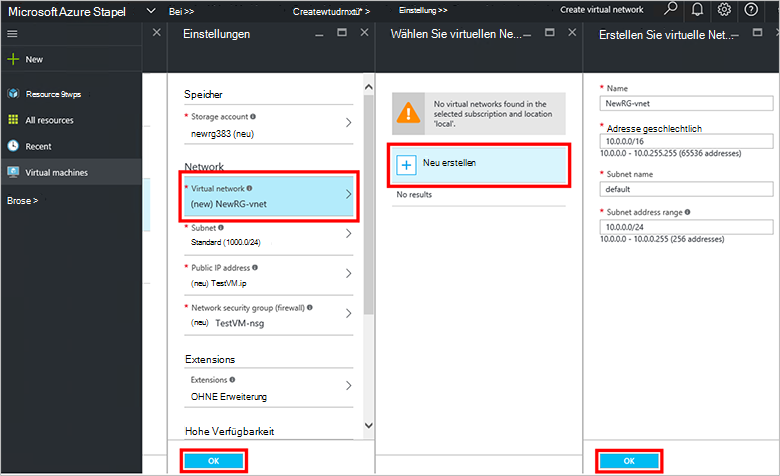 Microsoft Azure Stapel
Bei >>
Createwtudrnxtü* >
Einstellung >>
Create virtual network
New
Resource 9twps
All resources
Recent
Virtual machines
Brose >
Einstellungen
Speicher
* Storage account
newrg383 (neu)
Network
* Virtual network
(new) NewRG-vnet
* Subnet
Standard (1000.0/24)
* Public IP address
(neu) TestVM.ip
* Network security group (firewall)
(neu) TestVM-nsg
Extensions
Extensions
OHNE Erweiterung
Hohe Verfügbarkeit
OK
Wählen Sie virtuellen Ne...
No virtual networks found in the
selected subscription and location
'local'.
Neu erstellen
No results
Erstellen Sie virtuelle Net...
* Name
NewRG-vnet
* Adresse geschlechtlich
10.0.0.0/16
10.0.0.0 - 10.0.255.255 (65536 addresses)
* Subnet name
default
* Subnet address range
10.0.0.0/24
10.0.0.0 - 10.0.0.255 (256 addresses)
OK